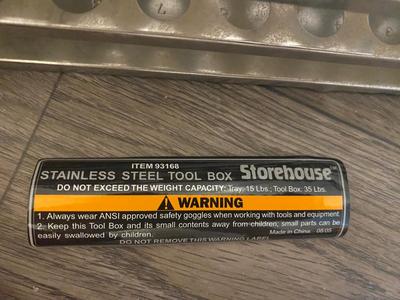 ITEM 93168
STAINLESS STEEL TOOL BOX Storehouse®
DO NOT EXCEED THE WEIGHT CAPACITY: Tray: 15 Lbs.; Tool Box: 35 Lbs.
WARNING
1. Always wear ANSI approved safety goggles when working with tools and equipment.
2. Keep this Tool Box and its small contents away from children, small parts can be
easily swallowed by children. Made in China 06/05
DO NOT REMOVE THIS WARNING LABEL